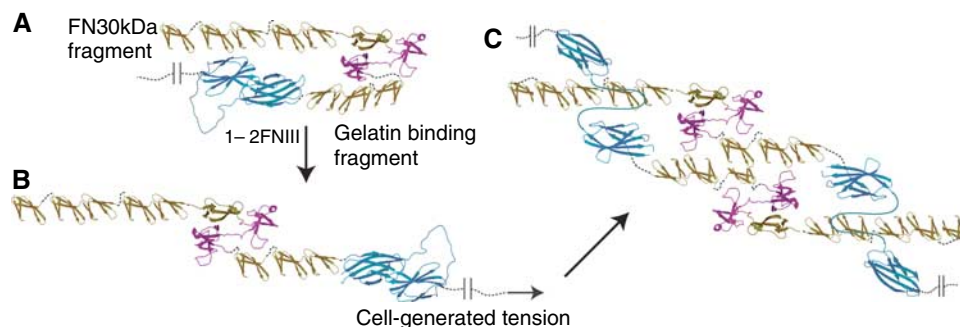 A
FN30kDa
fragment
1–2FNIII
Gelatin binding
fragment
B
Cell-generated tension
C